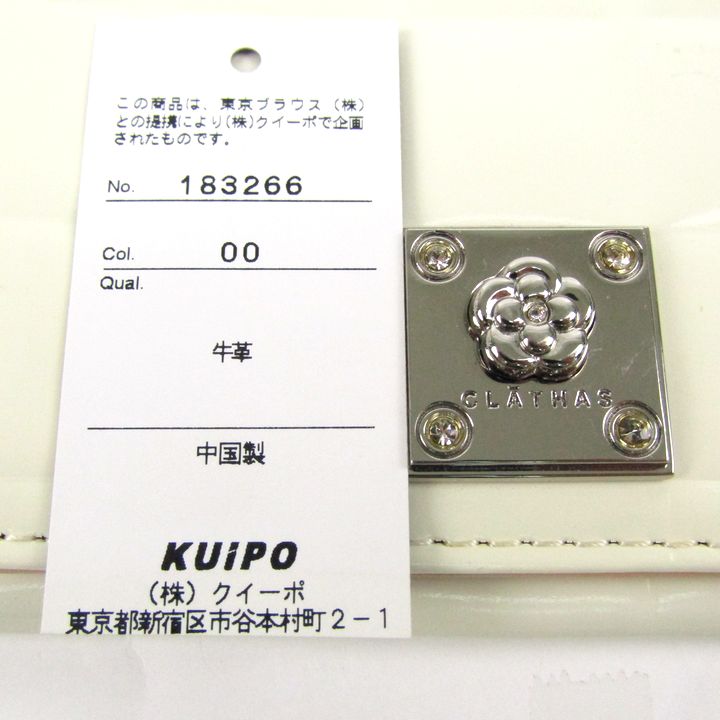 この商品は、東京ブラウス（株）
との提携により(株)クイーポで企画
されたものです。
No. 183266
Col. 00
Qual.
牛革
中国製
KUiPO
（株）クイーポ
東京都新宿区市谷本村町２－１
CLĀTHAS